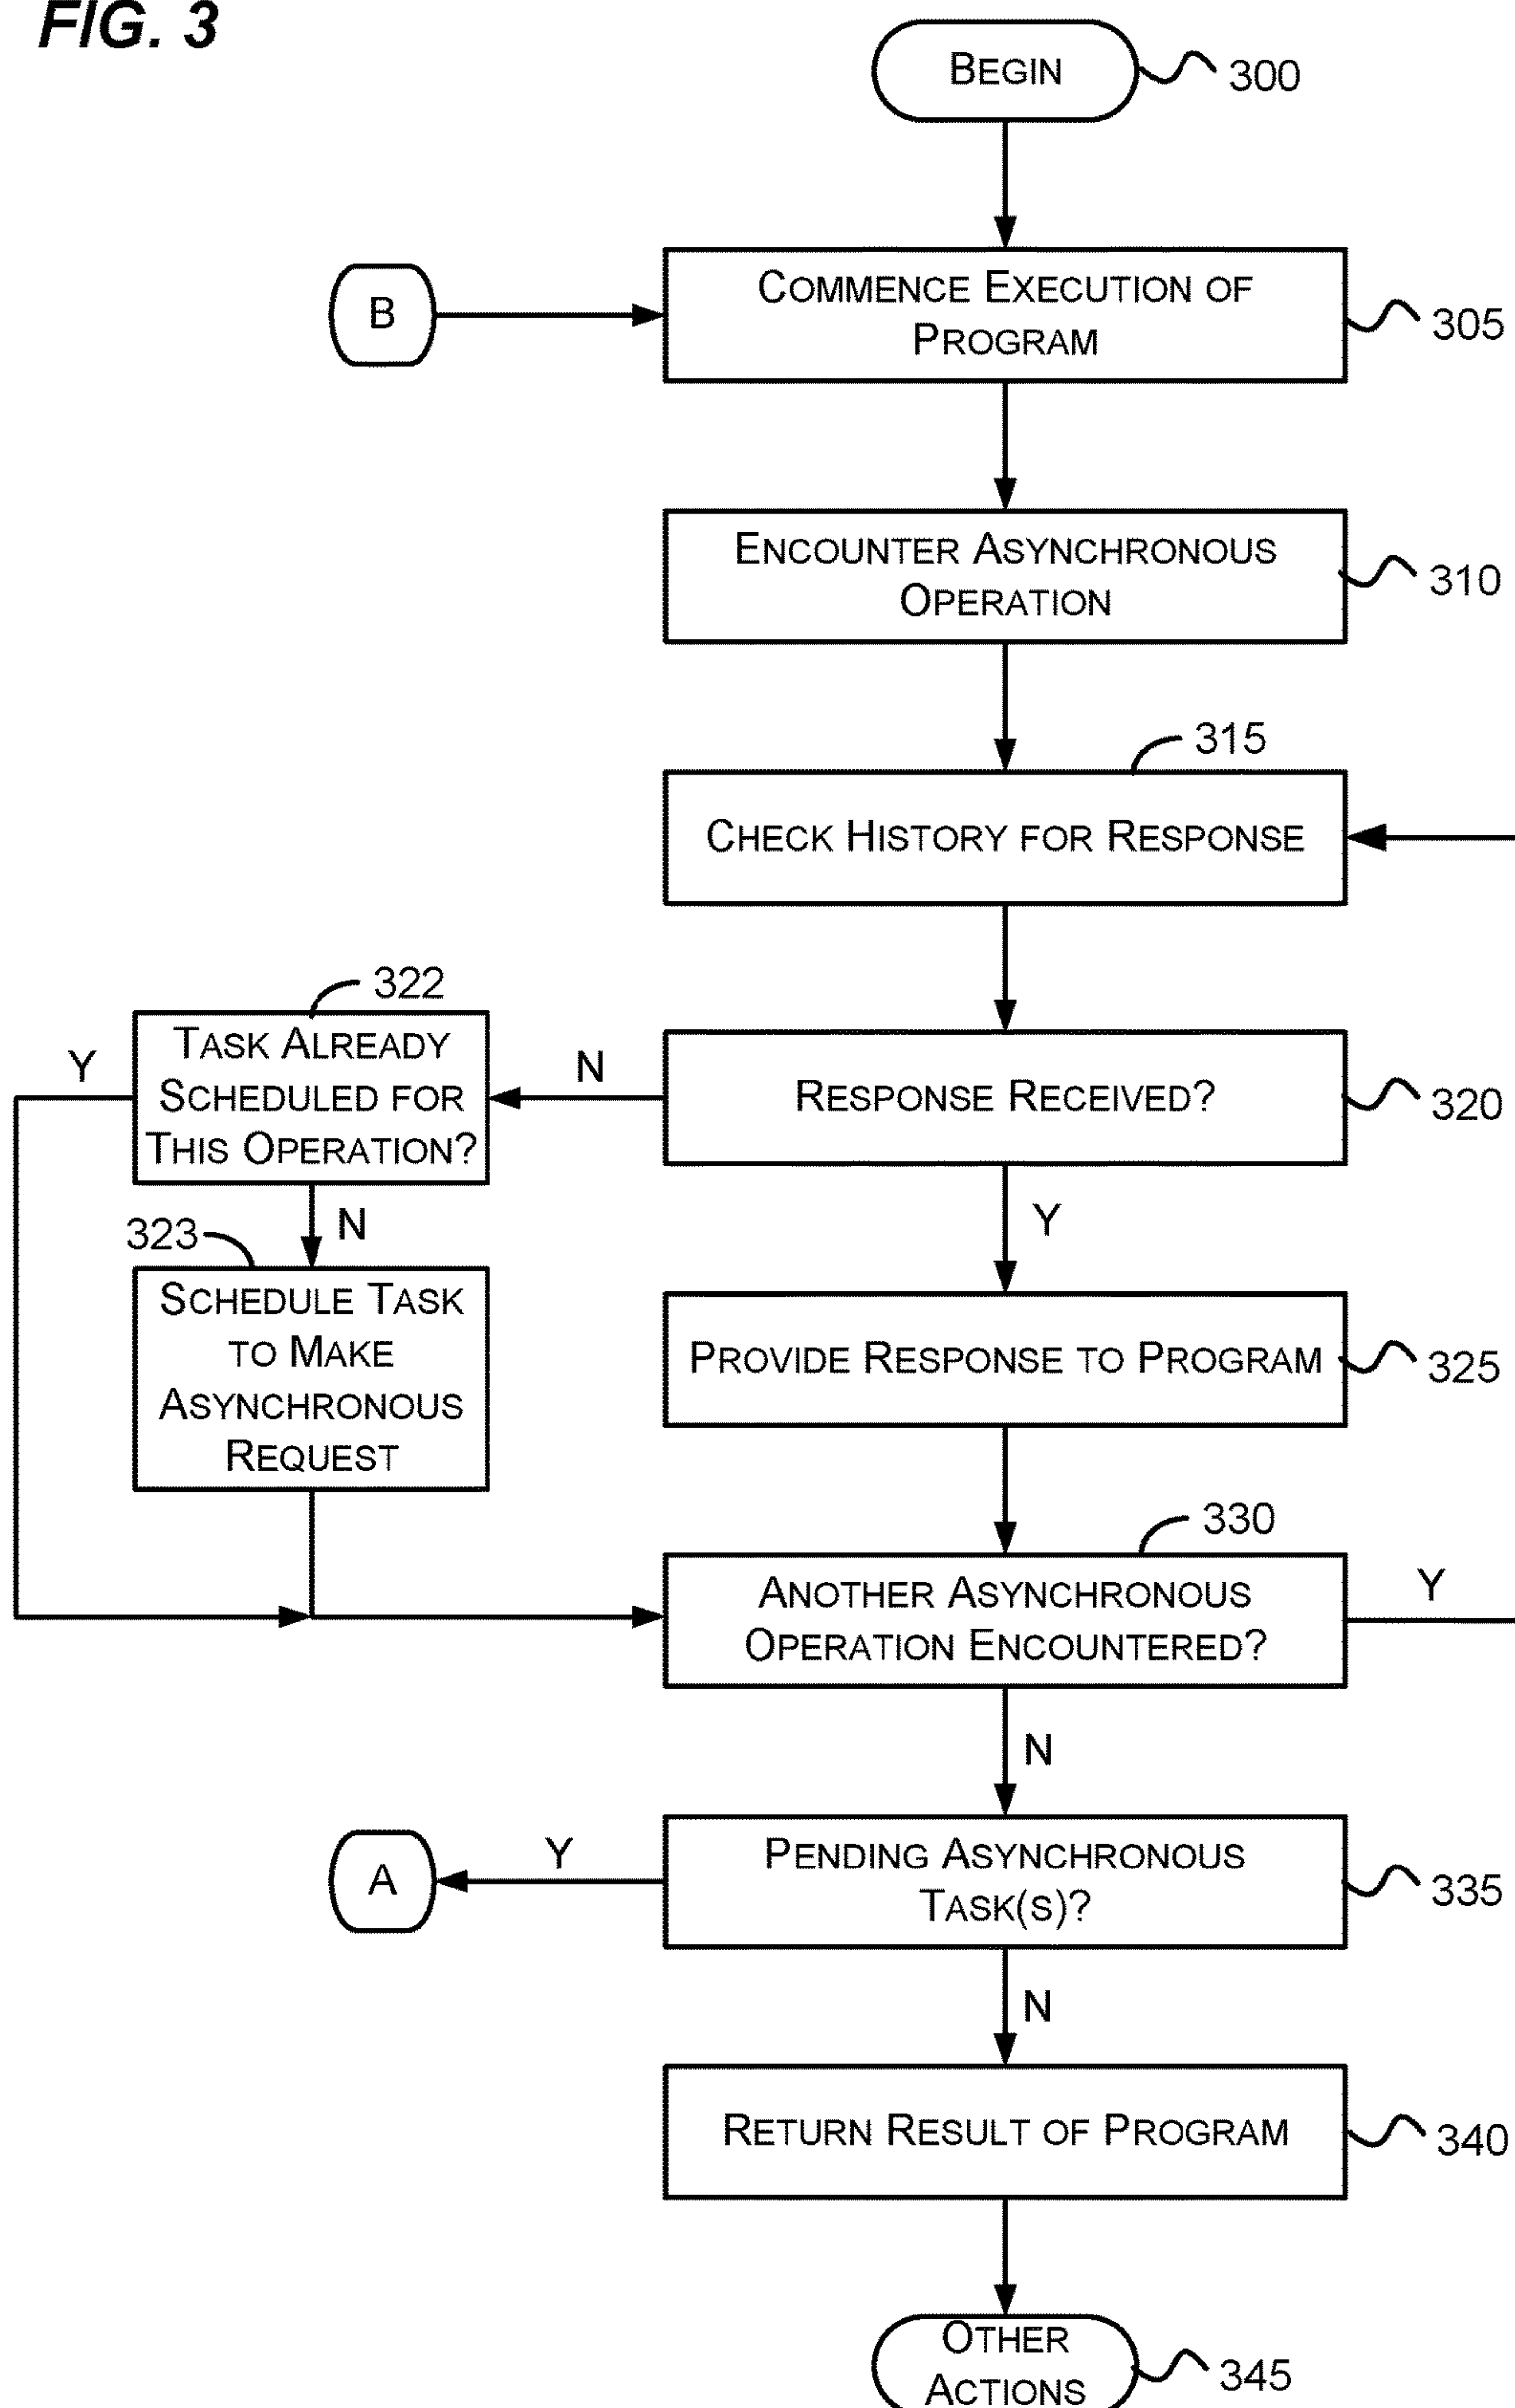 FIG. 3
BEGIN
300
COMMENCE EXECUTION OF
PROGRAM
305
B
ENCOUNTER ASYNCHRONOUS
OPERATION
310
315
CHECK HISTORY FOR RESPONSE
322
TASK ALREADY
SCHEDULED FOR
THIS OPERATION?
Y
N
RESPONSE RECEIVED?
320
N
Y
323
SCHEDULE TASK
TO MAKE
ASYNCHRONOUS
REQUEST
PROVIDE RESPONSE TO PROGRAM
325
330
ANOTHER ASYNCHRONOUS
OPERATION ENCOUNTERED?
Y
N
A
Y
PENDING ASYNCHRONOUS
TASK(S)?
335
N
RETURN RESULT OF PROGRAM
340
OTHER
ACTIONS
345